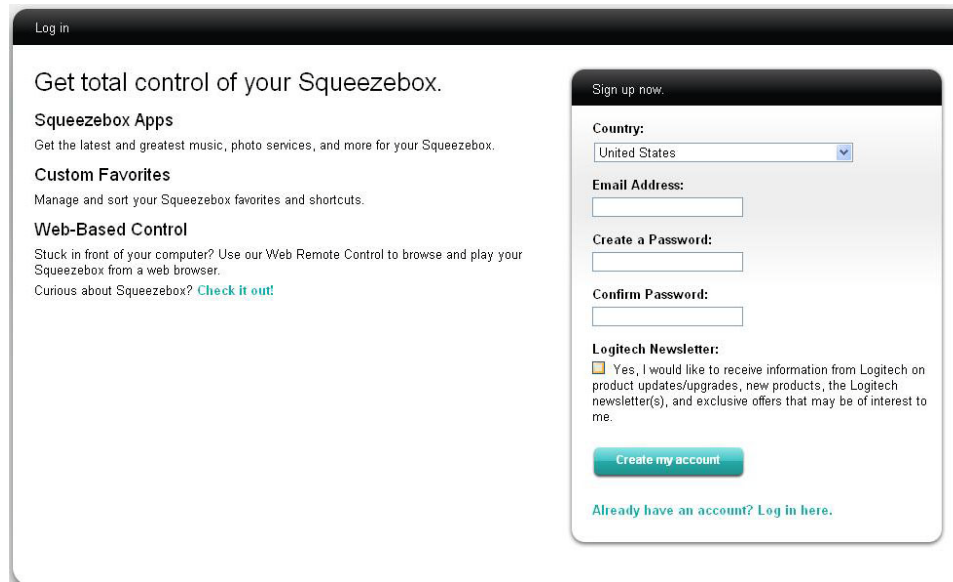 Log in
Get total control of your Squeezebox.
Squeezebox Apps
Get the latest and greatest music, photo services, and more for your Squeezebox.
Custom Favorites
Manage and sort your Squeezebox favorites and shortcuts.
Web-Based Control
Stuck in front of your computer? Use our Web Remote Control to browse and play your
Squeezebox from a web browser.
Curious about Squeezebox? Check it out!
Sign up now.
Country:
United States
Email Address:
Create a Password:
Confirm Password:
Logitech Newsletter:
Yes, I would like to receive information from Logitech on
product updates/upgrades, new products, the Logitech
newsletter(s), and exclusive offers that may be of interest to
me.
Create my account
Already have an account? Log in here.